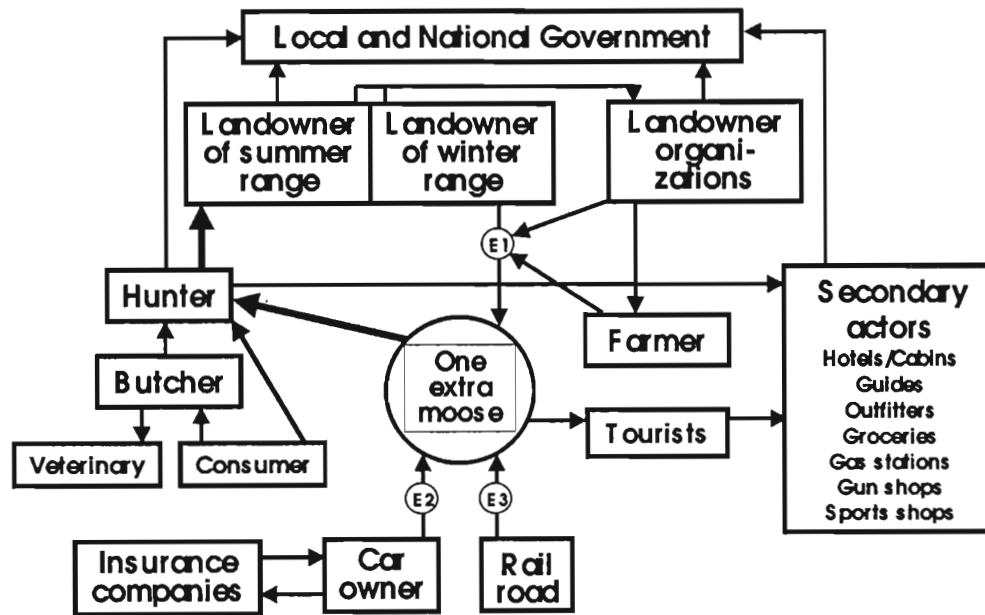 Local and National Government
Landowner
of summer
range
Landowner
of winter
range
Landowner
organi-
zations
E1
Hunter
Farmer
Secondary
actors
Hotels/Cabins
Guides
Outfitters
Groceries
Gas stations
Gun shops
Sports shops
One
extra
moose
Butcher
Tourists
Veterinary
Consumer
E2
E3
Insurance
companies
Car
owner
Rail
road